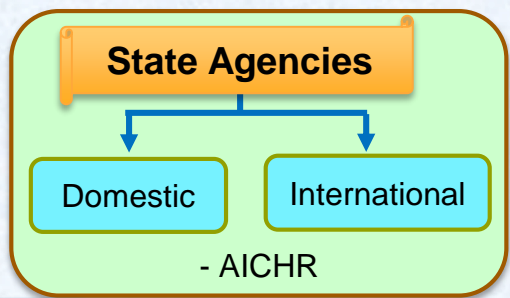 State Agencies
Domestic
International
- AICHR